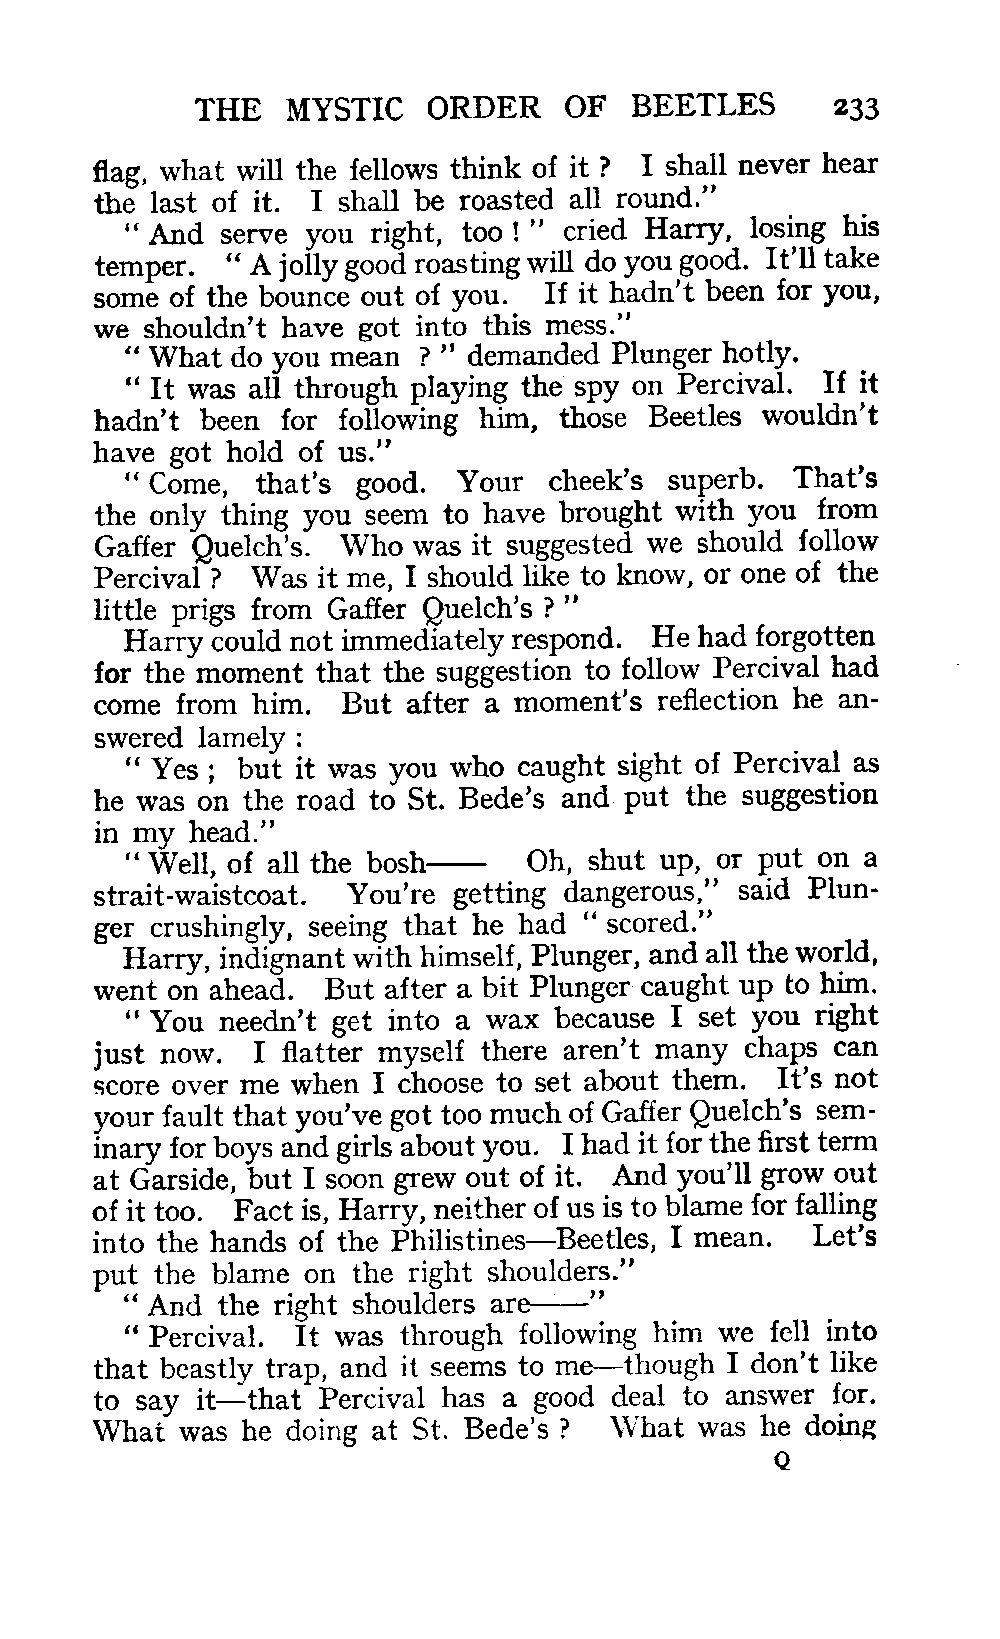 THE MYSTIC ORDER OF BEETLES 233
flag, what will the fellows think of it ? I shall never hear
the last of it. I shall be roasted all round."
" And serve you right, too ! " cried Harry, losing his
temper. " A jolly good roasting will do you good. It'll take
some of the bounce out of you. If it hadn't been for you,
we shouldn't have got into this mess."
" What do you mean ? " demanded Plunger hotly.
" It was all through playing the spy on Percival. If it
hadn't been for following him, those Beetles wouldn't
have got hold of us."
" Come, that's good. Your cheek's superb. That's
the only thing you seem to have brought with you from
Gaffer Quelch's. Who was it suggested we should follow
Percival ? Was it me, I should like to know, or one of the
little prigs from Gaffer Quelch's ? "
Harry could not immediately respond. He had forgotten
for the moment that the suggestion to follow Percival had
come from him. But after a moment's reflection he an-
swered lamely :
" Yes ; but it was you who caught sight of Percival as
he was on the road to St. Bede's and put the suggestion
in my head."
" Well, of all the bosh—— Oh, shut up, or put on a
strait-waistcoat. You're getting dangerous," said Plun-
ger crushingly, seeing that he had " scored."
Harry, indignant with himself, Plunger, and all the world,
went on ahead. But after a bit Plunger caught up to him.
" You needn't get into a wax because I set you right
just now. I flatter myself there aren't many chaps can
score over me when I choose to set about them. It's not
your fault that you've got too much of Gaffer Quelch's sem-
inary for boys and girls about you. I had it for the first term
at Garside, but I soon grew out of it. And you'll grow out
of it too. Fact is, Harry, neither of us is to blame for falling
into the hands of the Philistines—Beetles, I mean. Let's
put the blame on the right shoulders."
" And the right shoulders are——"
" Percival. It was through following him we fell into
that beastly trap, and it seems to me—though I don't like
to say it—that Percival has a good deal to answer for.
What was he doing at St. Bede's ? What was he doing
Q